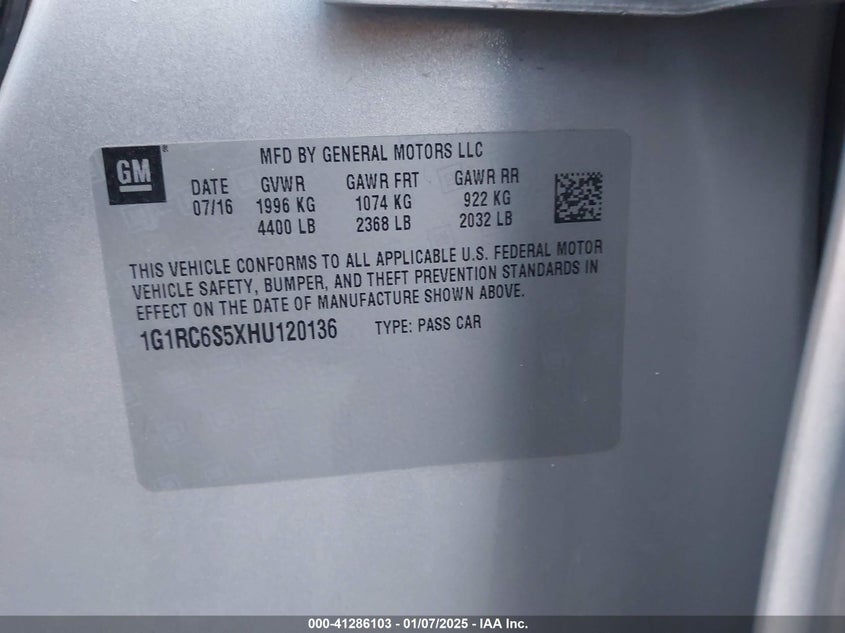 GM
MFD BY GENERAL MOTORS LLC
DATE GVWR GAWR FRT GAWR RR
07/16 1996 KG 1074 KG 922 KG
4400 LB 2368 LB 2032 LB
THIS VEHICLE CONFORMS TO ALL APPLICABLE U.S. FEDERAL MOTOR
VEHICLE SAFETY, BUMPER, AND THEFT PREVENTION STANDARDS IN
EFFECT ON THE DATE OF MANUFACTURE SHOWN ABOVE.
1G1RC6S5XHU120136 TYPE: PASS CAR
000-41286103 - 01/07/2025 - IAA Inc.